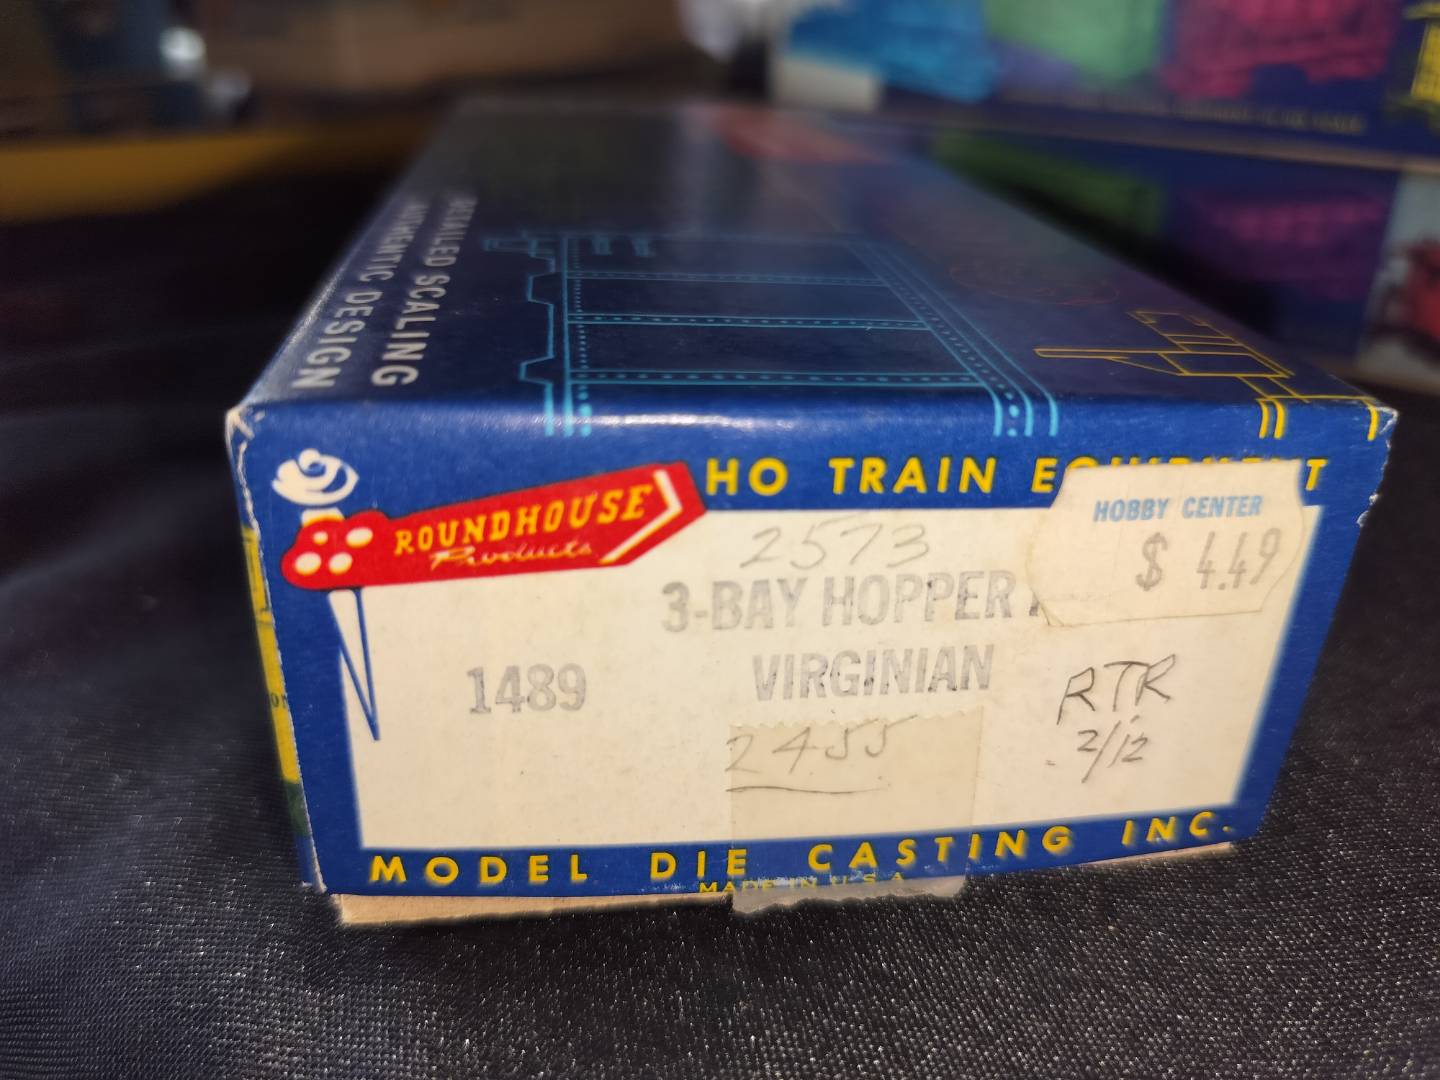 DETAILED SCALING
AUTHENTIC DESIGN
HO TRAIN EQUIPMENT
ROUNDHOUSE
Products
HOBBY CENTER
$ 4.49
2573
3-BAY HOPPER
1489
VIRGINIAN
RTR
2/12
2455
MODEL DIE CASTING INC.
MADE IN U.S.A.